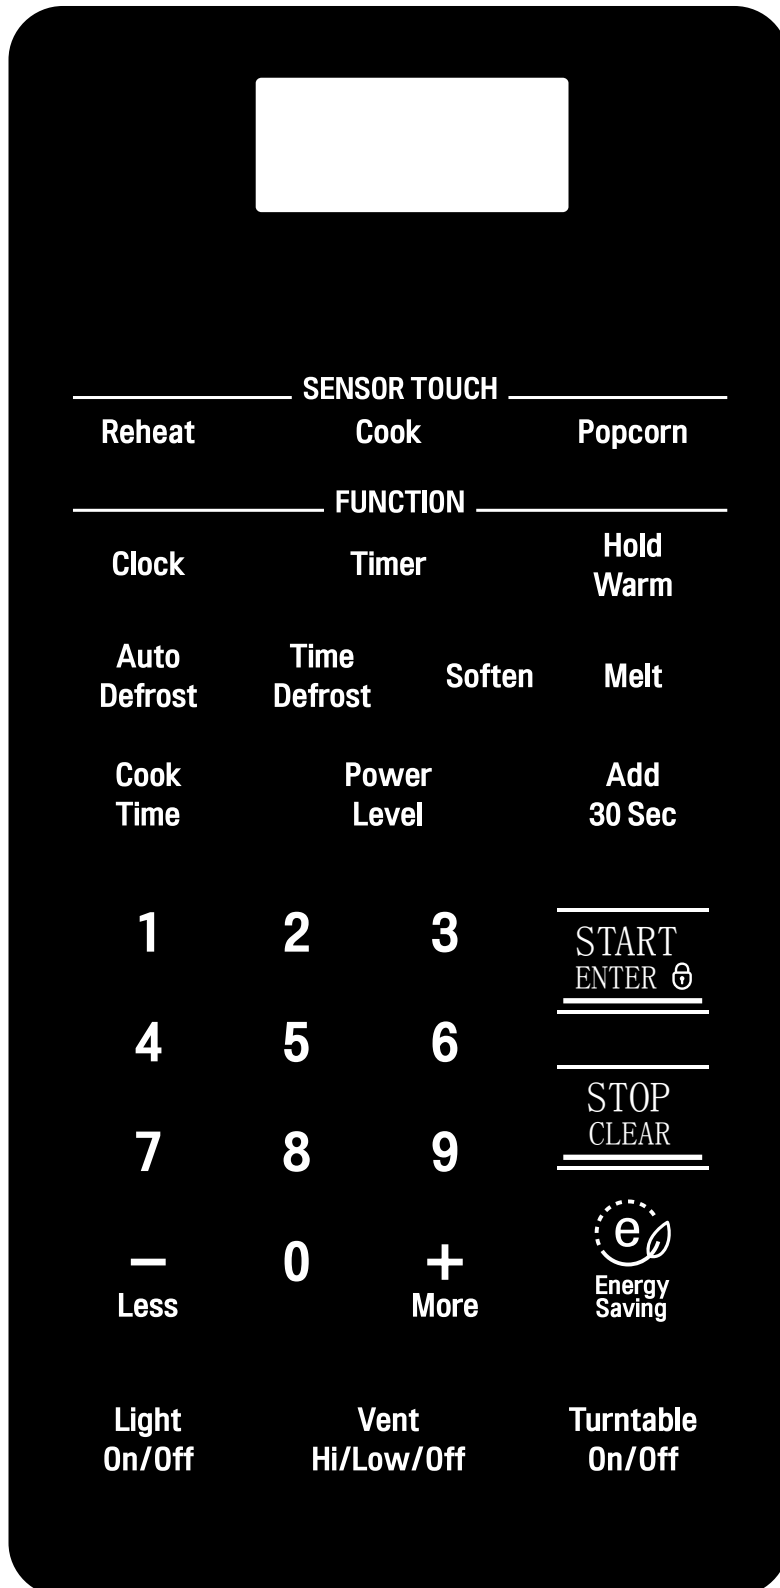 SENSOR TOUCH
Reheat Cook Popcorn
FUNCTION
Clock Timer Hold Warm
Auto Defrost Time Defrost Soften Melt
Cook Time Power Level Add 30 Sec
1 2 3 START
ENTER
4 5 6
7 8 9 STOP
CLEAR
− 0 +
Less More
e
Energy
Saving
Light Vent Turntable
On/Off Hi/Low/Off On/Off